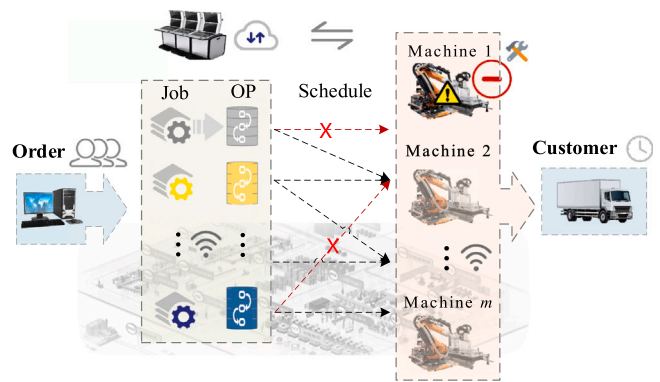 Machine 1
Job OP Schedule
Order
Machine 2
Customer
X
X
Machine m